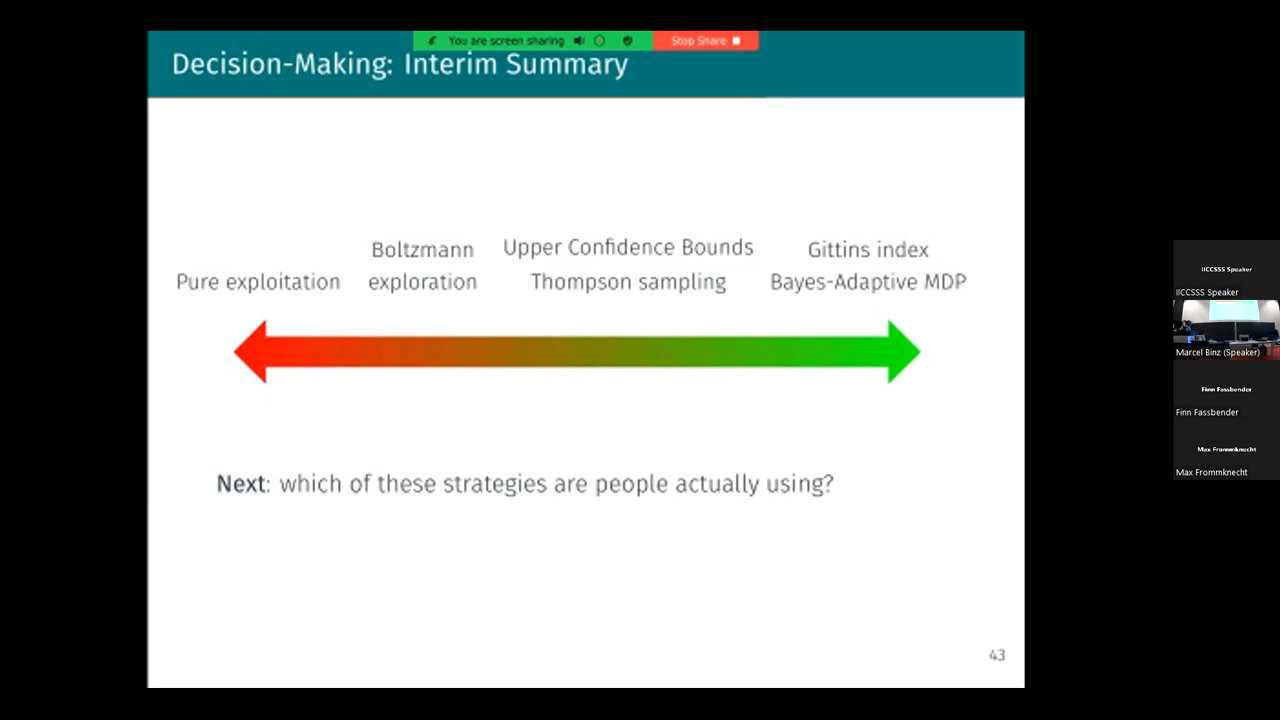 You are screen sharing
Stop Share
Decision-Making: Interim Summary
Pure exploitation
Boltzmann
exploration
Upper Confidence Bounds
Thompson sampling
Gittins index
Bayes-Adaptive MDP
Next: which of these strategies are people actually using?
43
IICCSSS Speaker
IICCSSS Speaker
Marcel Binz (Speaker)
Finn Fassbender
Finn Fassbender
Max Frommknecht
Max Frommknecht